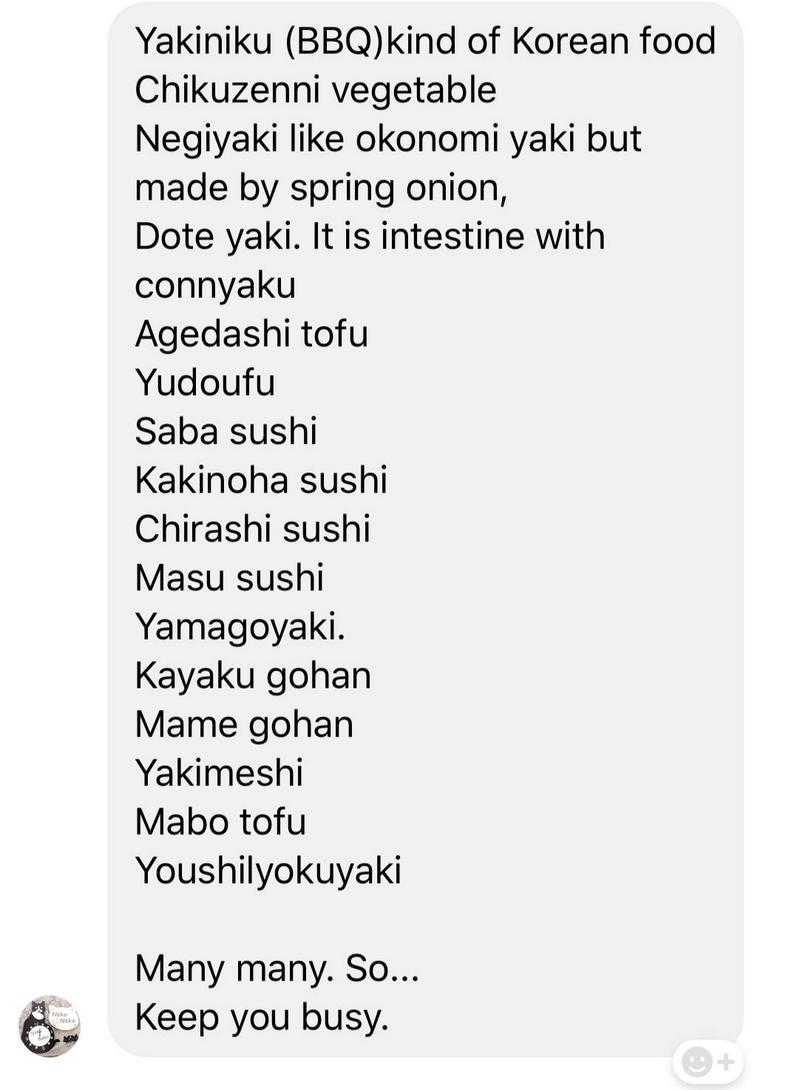 Yakiniku (BBQ)kind of Korean food
Chikuzenni vegetable
Negiyaki like okonomi yaki but
made by spring onion,
Dote yaki. It is intestine with
connyaku
Agedashi tofu
Yudoufu
Saba sushi
Kakinoha sushi
Chirashi sushi
Masu sushi
Yamagoyaki.
Kayaku gohan
Mame gohan
Yakimeshi
Mabo tofu
Youshilyokuyaki
Many many. So...
Keep you busy.